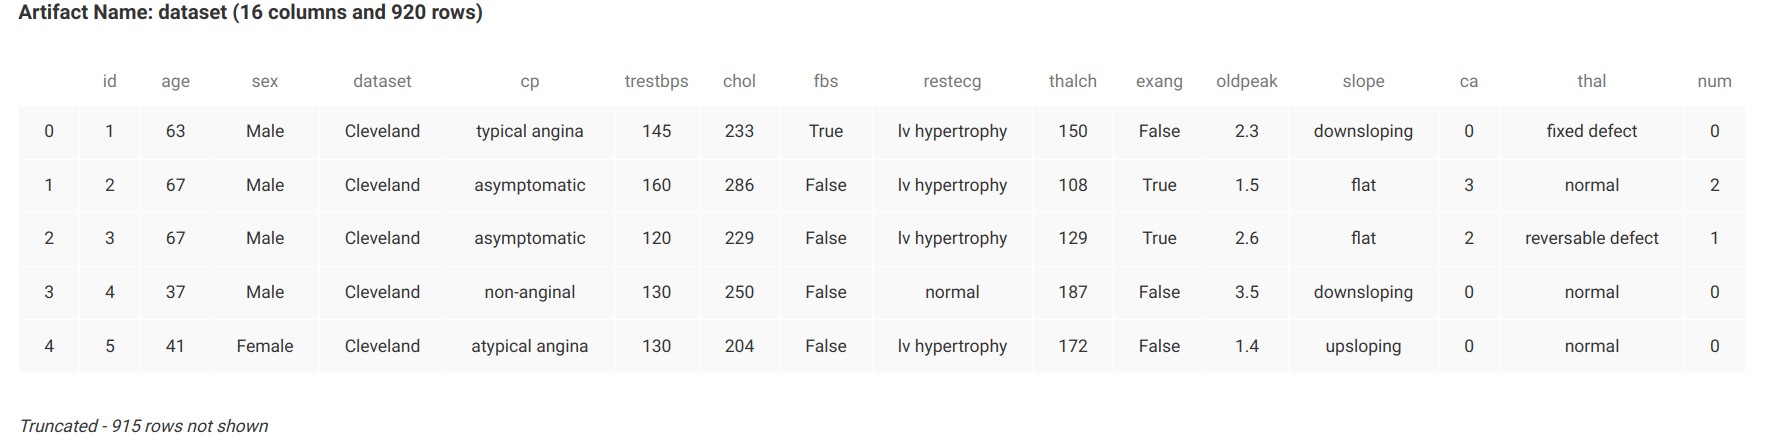 Artifact Name: dataset (16 columns and 920 rows)
id age sex dataset cp trestbps chol fbs restecg thalch exang oldpeak slope ca thal num
0 1 63 Male Cleveland typical angina 145 233 True lv hypertrophy 150 False 2.3 downsloping 0 fixed defect 0
1 2 67 Male Cleveland asymptomatic 160 286 False lv hypertrophy 108 True 1.5 flat 3 normal 2
2 3 67 Male Cleveland asymptomatic 120 229 False lv hypertrophy 129 True 2.6 flat 2 reversable defect 1
3 4 37 Male Cleveland non-anginal 130 250 False normal 187 False 3.5 downsloping 0 normal 0
4 5 41 Female Cleveland atypical angina 130 204 False lv hypertrophy 172 False 1.4 upsloping 0 normal 0
Truncated - 915 rows not shown